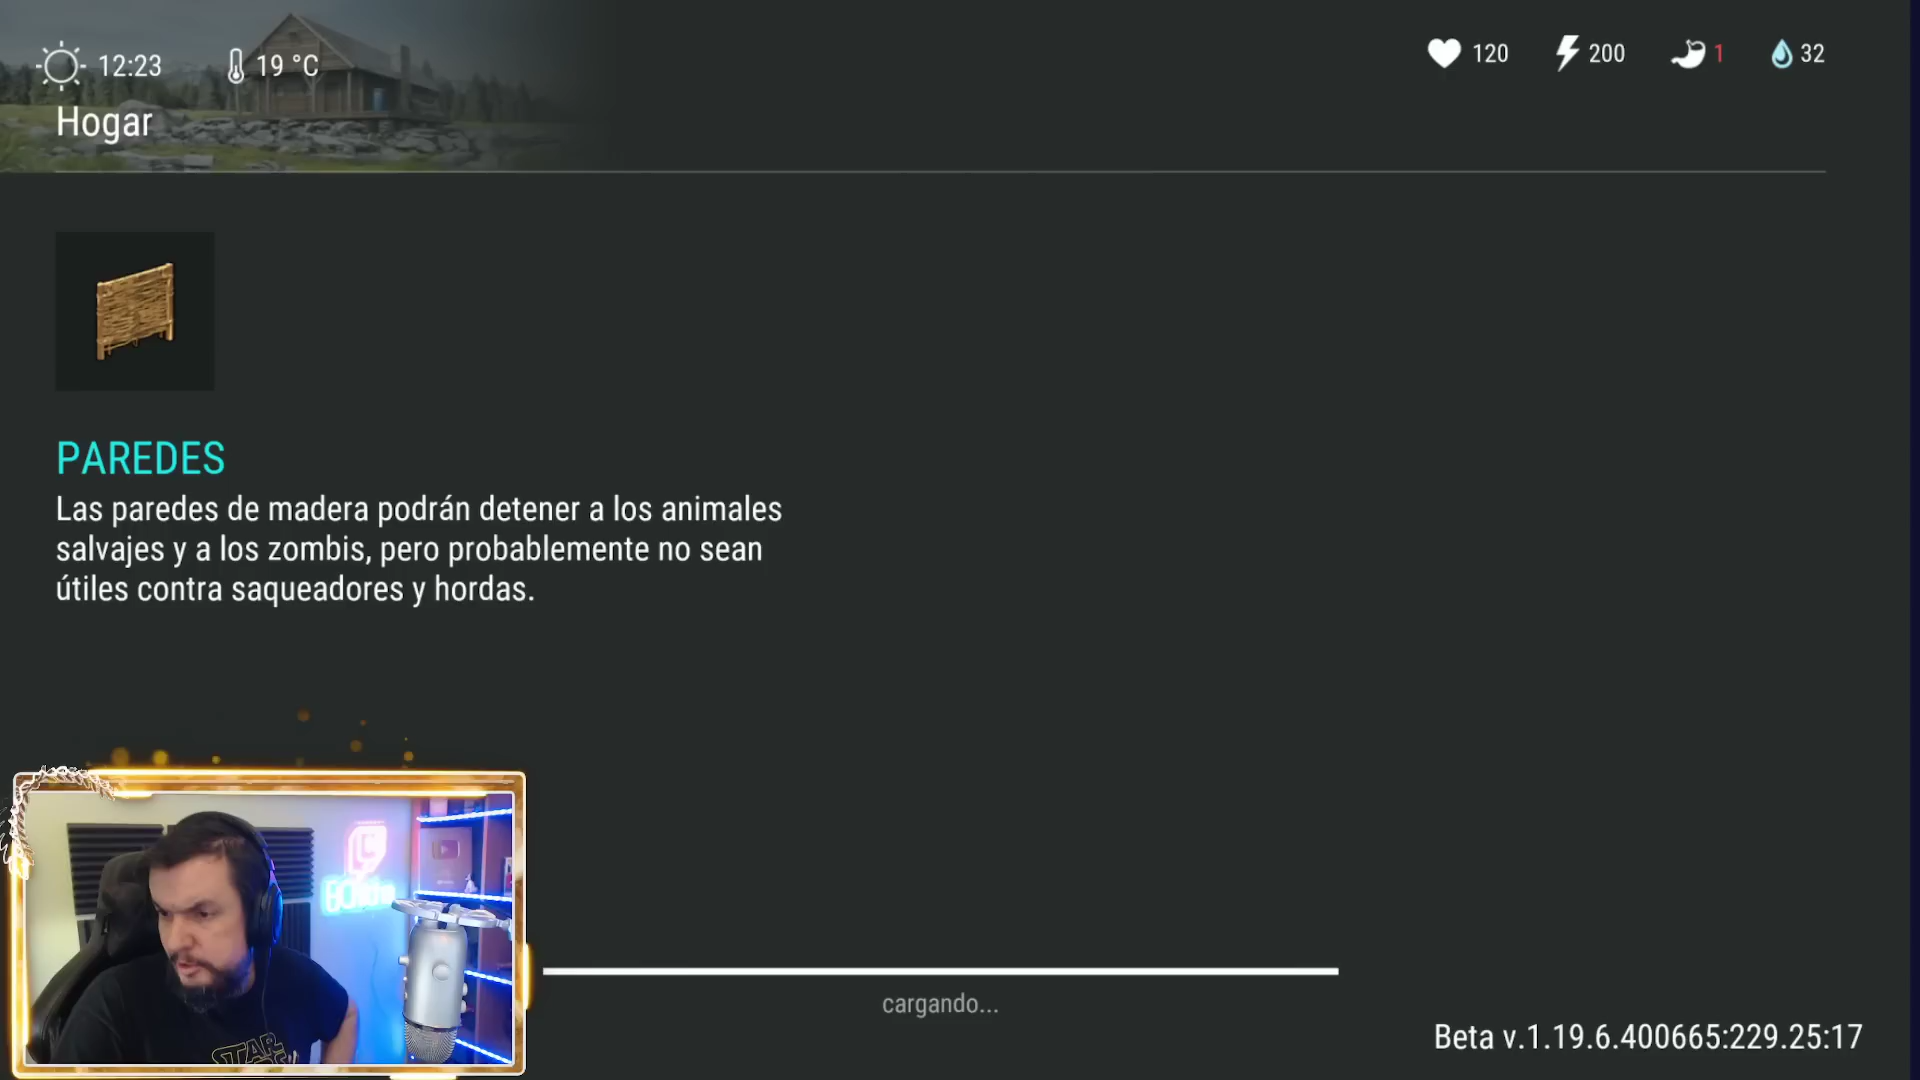 12:23
19 °C
120
200
1
32
Hogar
PAREDES
Las paredes de madera podrán detener a los animales
salvajes y a los zombis, pero probablemente no sean
útiles contra saqueadores y hordas.
STAR
cargando...
Beta v.1.19.6.400665:229.25:17